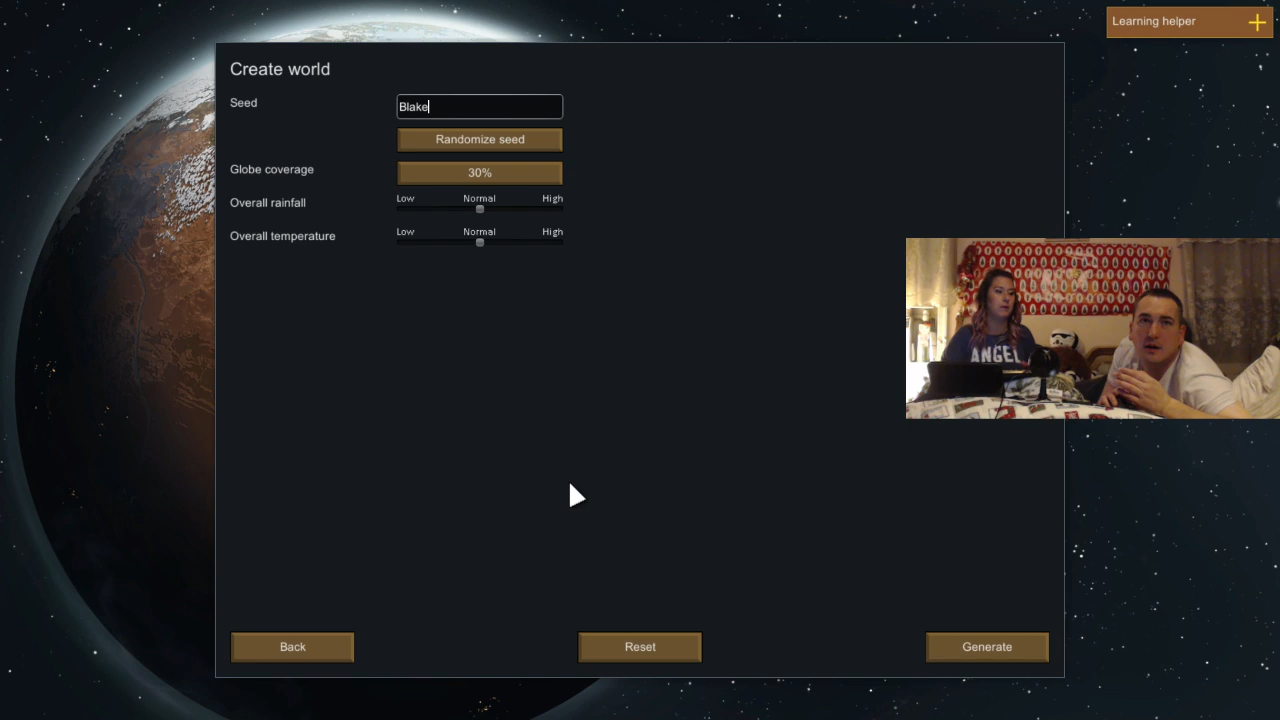 Learning helper
Create world
Seed
Blake
Randomize seed
Globe coverage
30%
Overall rainfall
Low Normal High
Overall temperature
Low Normal High
ANGEL
Back
Reset
Generate